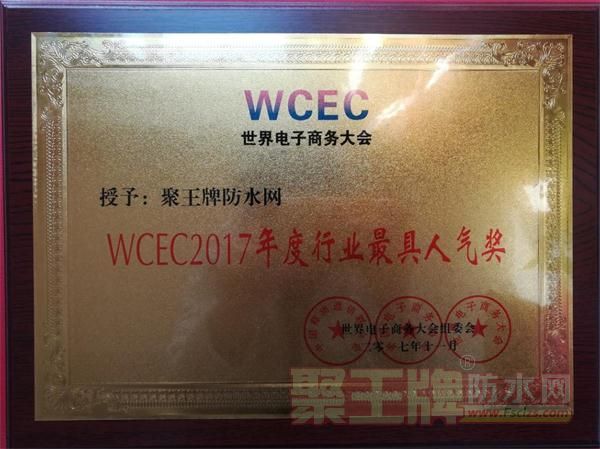 WCEC
世界电子商务大会
授予：聚王牌防水网
WCEC2017年度行业最具人气奖
世界电子商务大会组委会
二零一七年十一月
聚王牌®防水网